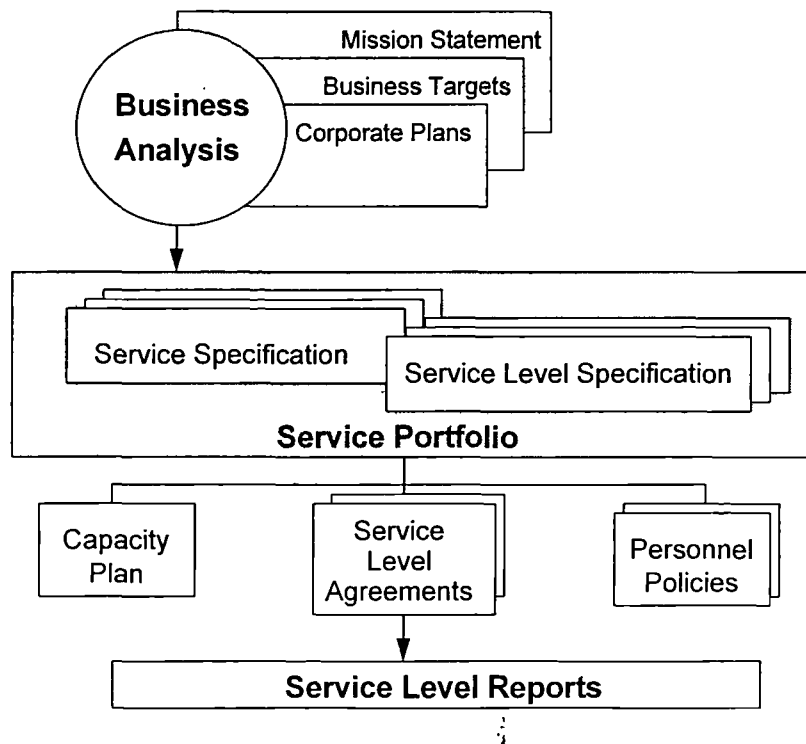 Mission Statement
Business Targets
Corporate Plans
Business
Analysis
Service Specification
Service Level Specification
Service Portfolio
Capacity
Plan
Service
Level
Agreements
Personnel
Policies
Service Level Reports